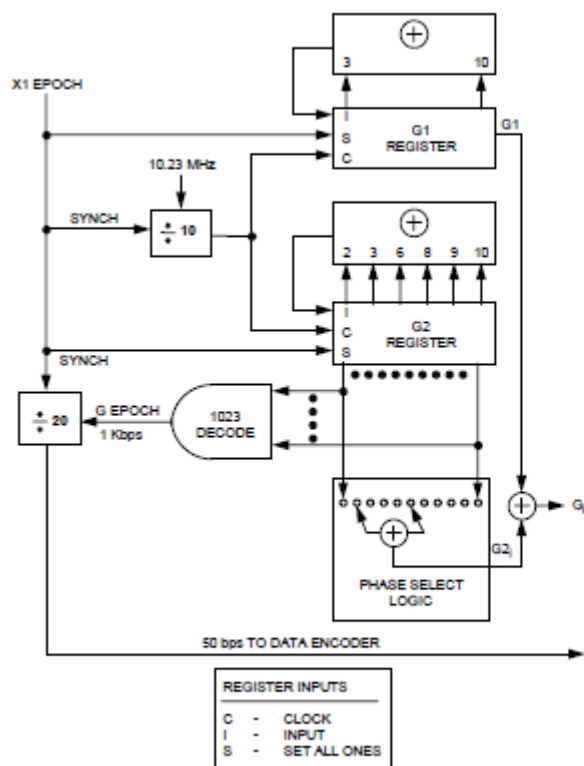 3 10
X1 EPOCH
I
S
C
G1
REGISTER
G1
10.23 MHz
SYNCH
÷ 10
2 3 6 8 9 10
I
C
S
G2
REGISTER
SYNCH
÷ 20
G EPOCH
1 Kbps
1023
DECODE
G2i
PHASE SELECT
LOGIC
50 bps TO DATA ENCODER
REGISTER INPUTS
C - CLOCK
I - INPUT
S - SET ALL ONES